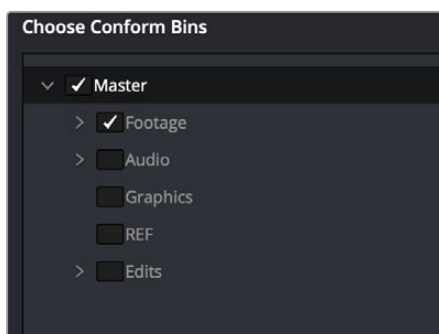 Choose Conform Bins
Master
Footage
Audio
Graphics
REF
Edits